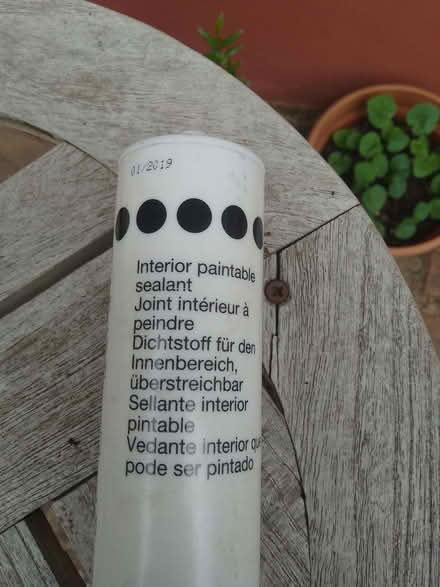 01/2019
Interior paintable
sealant
Joint intérieur à
peindre
Dichtstoff für den
Innenbereich,
überstreichbar
Sellante interior
pintable
Vedante interior que
pode ser pintado